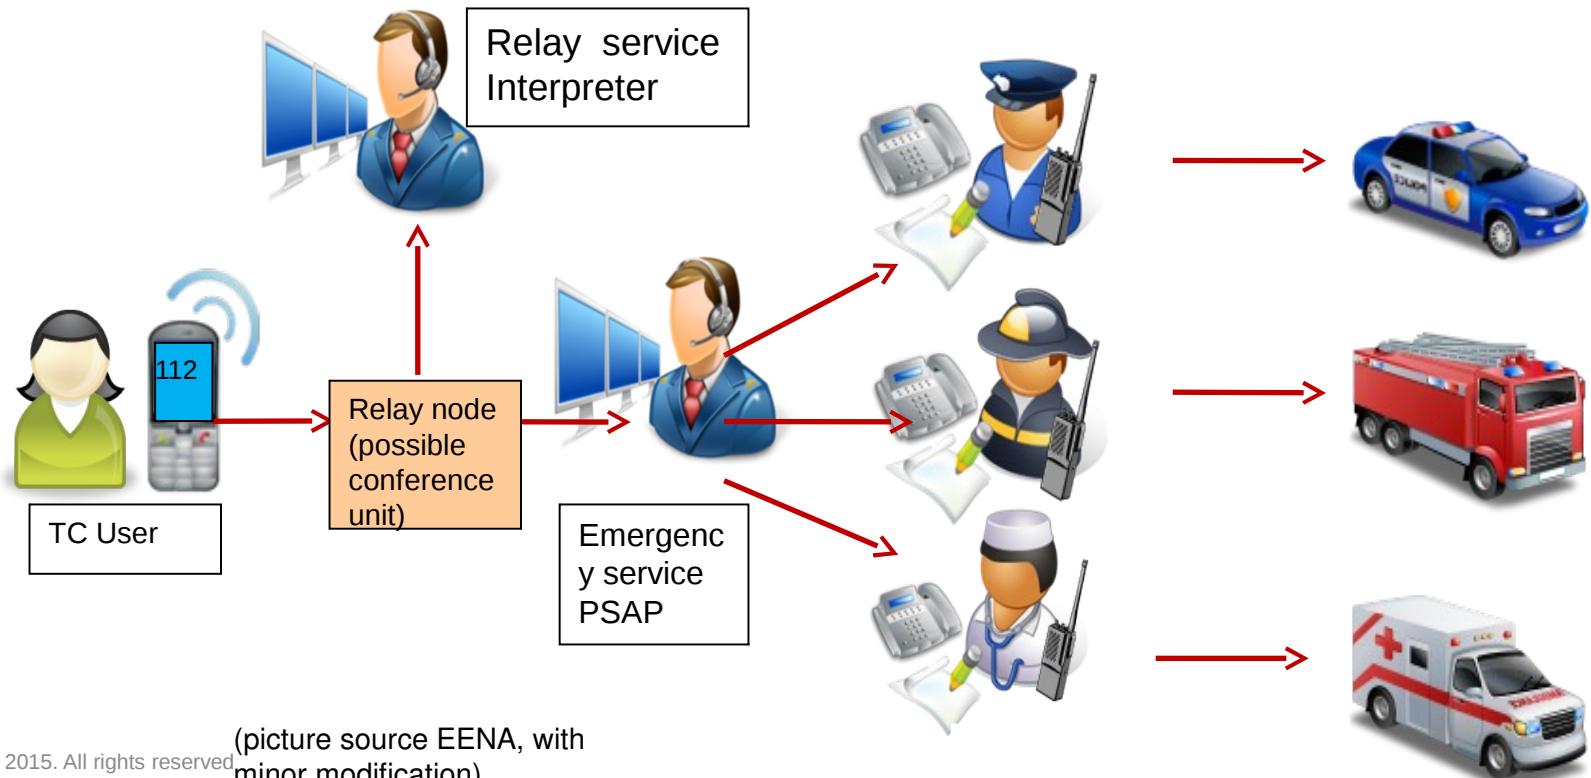 Relay service
Interpreter
112
Relay node
(possible
conference
unit)
TC User
Emergenc
y service
PSAP
(picture source EENA, with
minor modification)
2015. All rights reserved